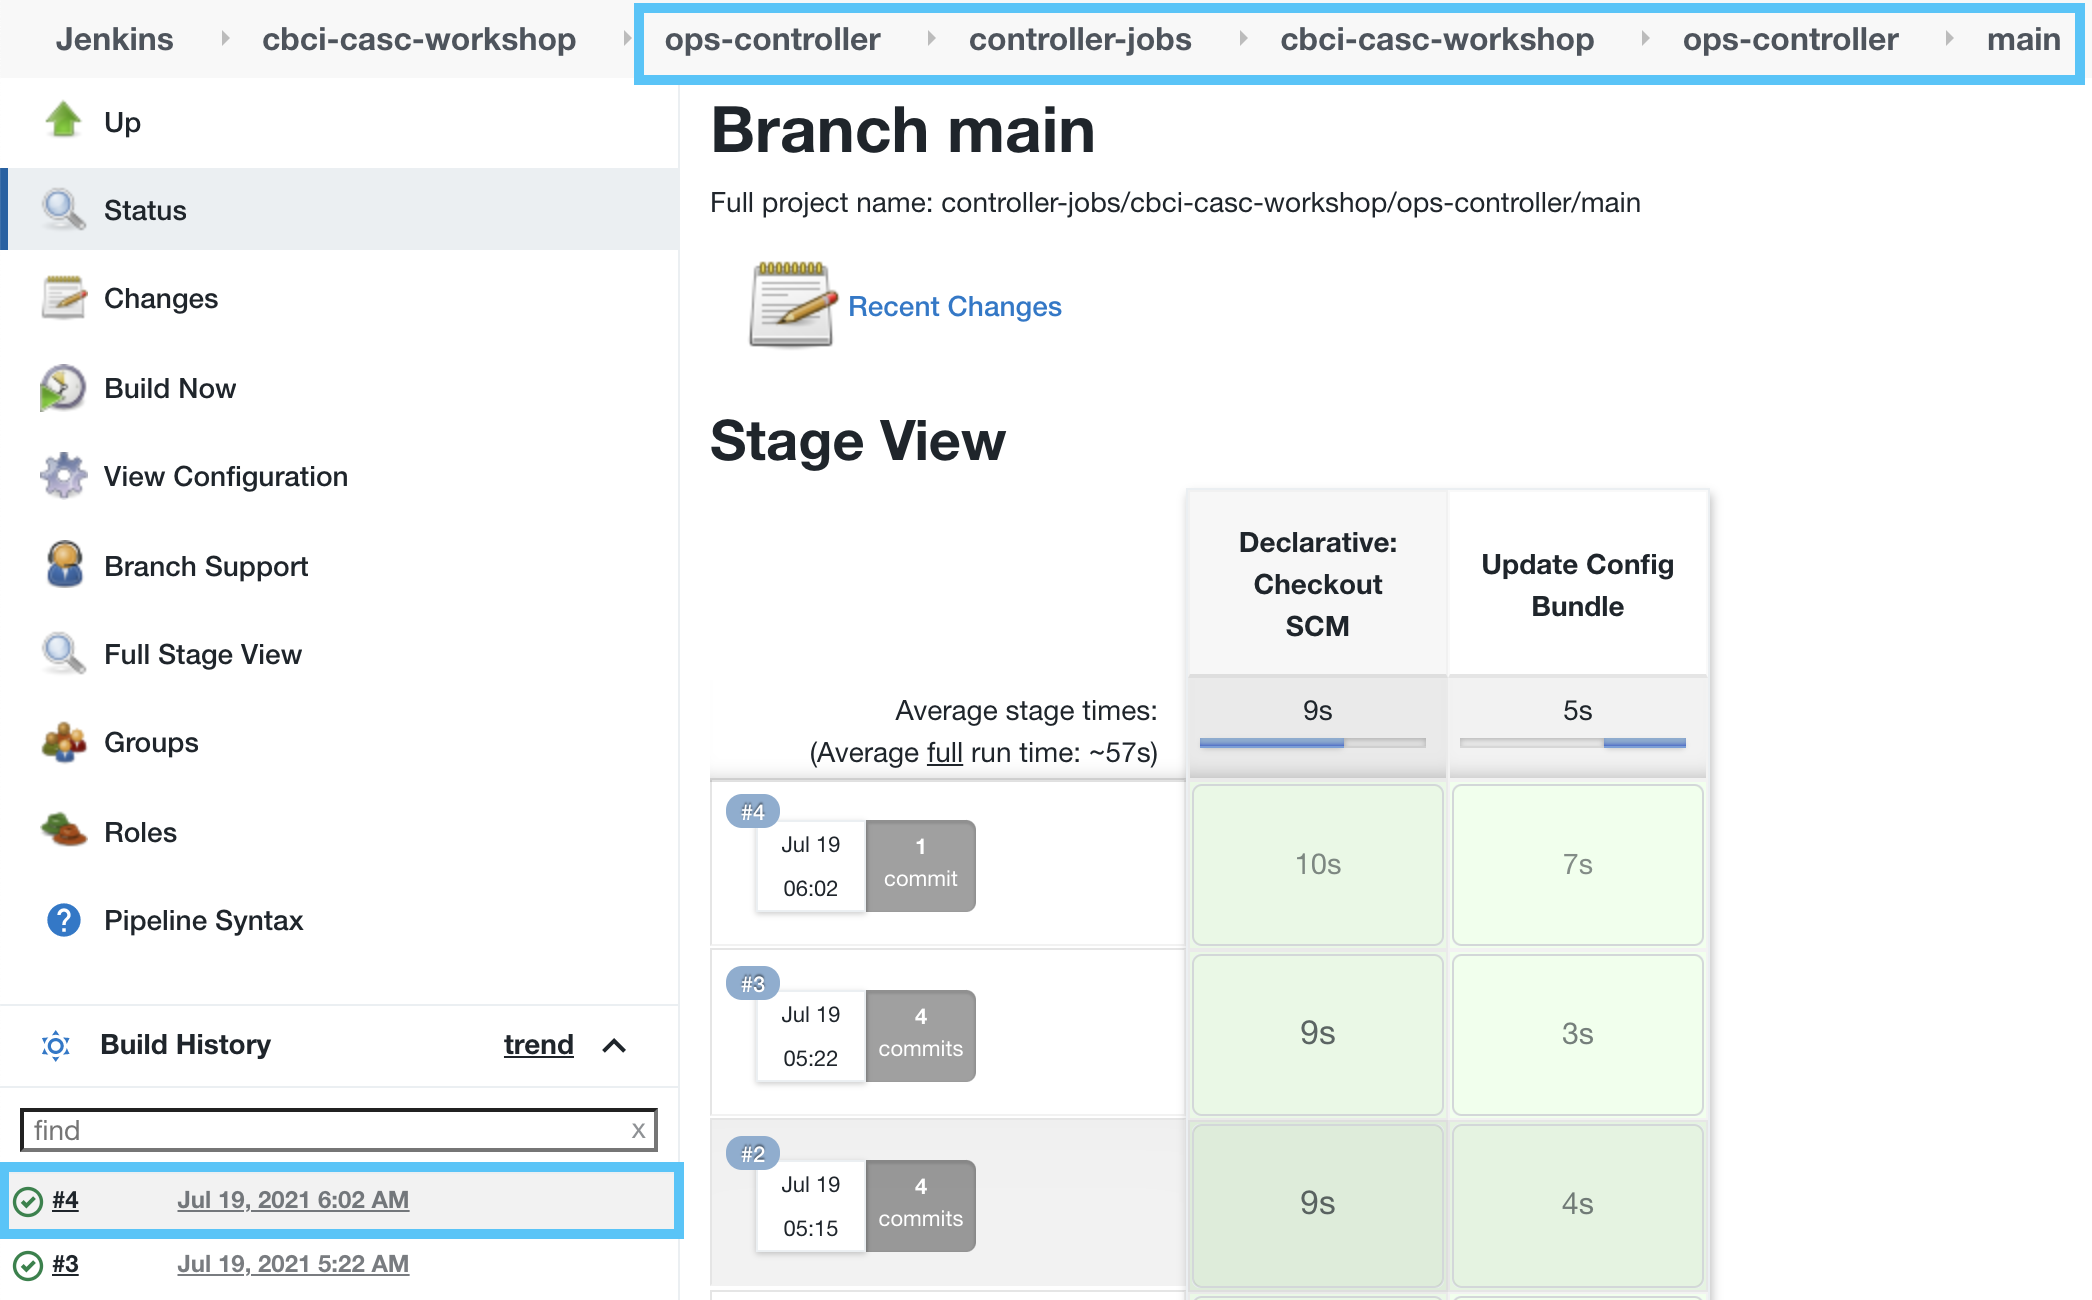 Jenkins cbci-casc-workshop ops-controller controller-jobs cbci-casc-workshop ops-controller main
Up
Status
Changes
Build Now
View Configuration
Branch Support
Full Stage View
Groups
Roles
? Pipeline Syntax
Build History trend
find x
#4 Jul 19, 2021 6:02 AM
#3 Jul 19, 2021 5:22 AM
Branch main
Full project name: controller-jobs/cbci-casc-workshop/ops-controller/main
Recent Changes
Stage View
Declarative:
Checkout
SCM
Update Config
Bundle
Average stage times:
(Average full run time: ~57s)
9s 5s
#4
Jul 19
06:02
1
commit
10s 7s
#3
Jul 19
05:22
4
commits
9s 3s
#2
Jul 19
05:15
4
commits
9s 4s